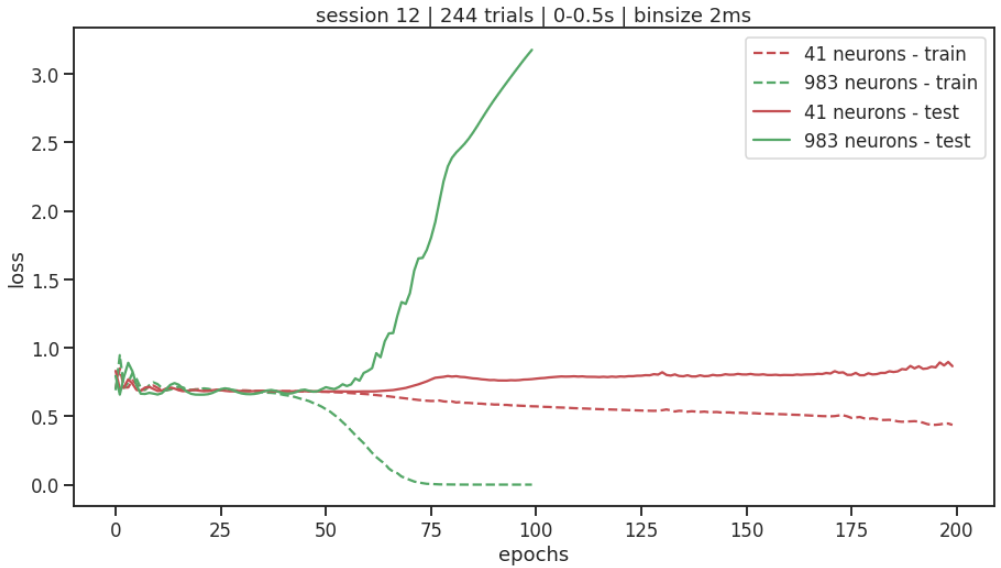 session 12 | 244 trials | 0-0.5s | binsize 2ms
41 neurons - train
983 neurons - train
41 neurons - test
983 neurons - test
loss
3.0
2.5
2.0
1.5
1.0
0.5
0.0
0 25 50 75 100 125 150 175 200
epochs